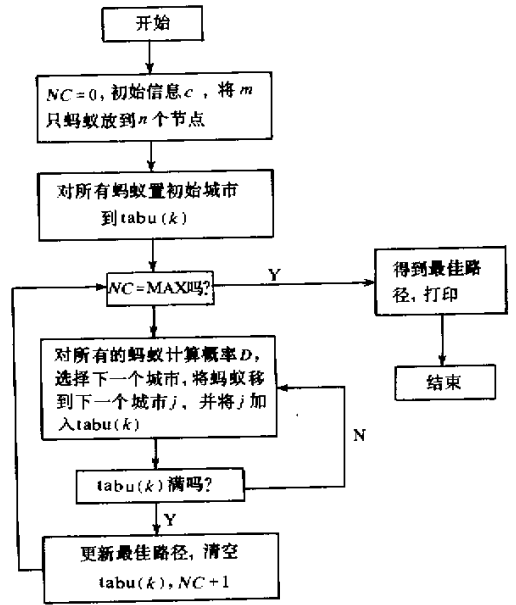 开始
NC=0,初始信息c,将m
只蚂蚁放到n个节点
对所有蚂蚁置初始城市
到tabu(k)
NC=MAX吗?
Y
得到最佳路
径,打印
结束
对所有的蚂蚁计算概率D,
选择下一个城市,将蚂蚁移
到下一个城市j,并将j加
入tabu(k)
N
tabu(k)满吗?
Y
更新最佳路径,清空
tabu(k),NC+1